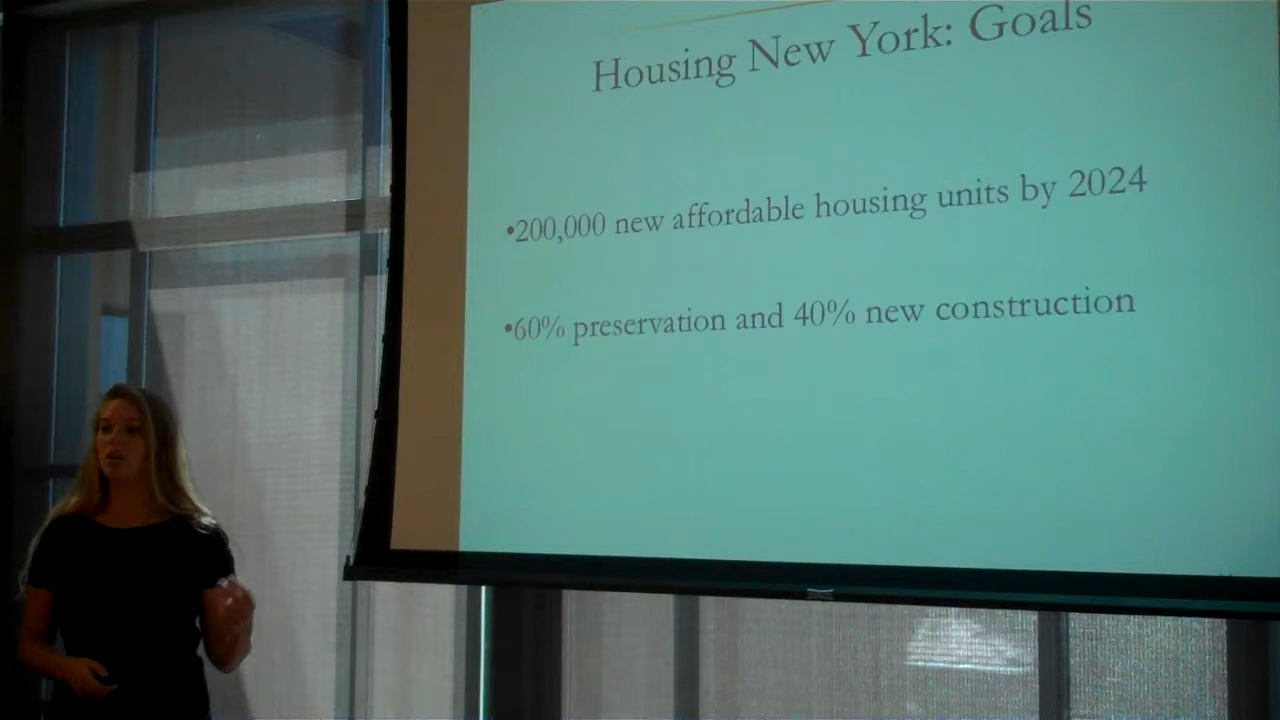 Housing New York: Goals
•200,000 new affordable housing units by 2024
•60% preservation and 40% new construction